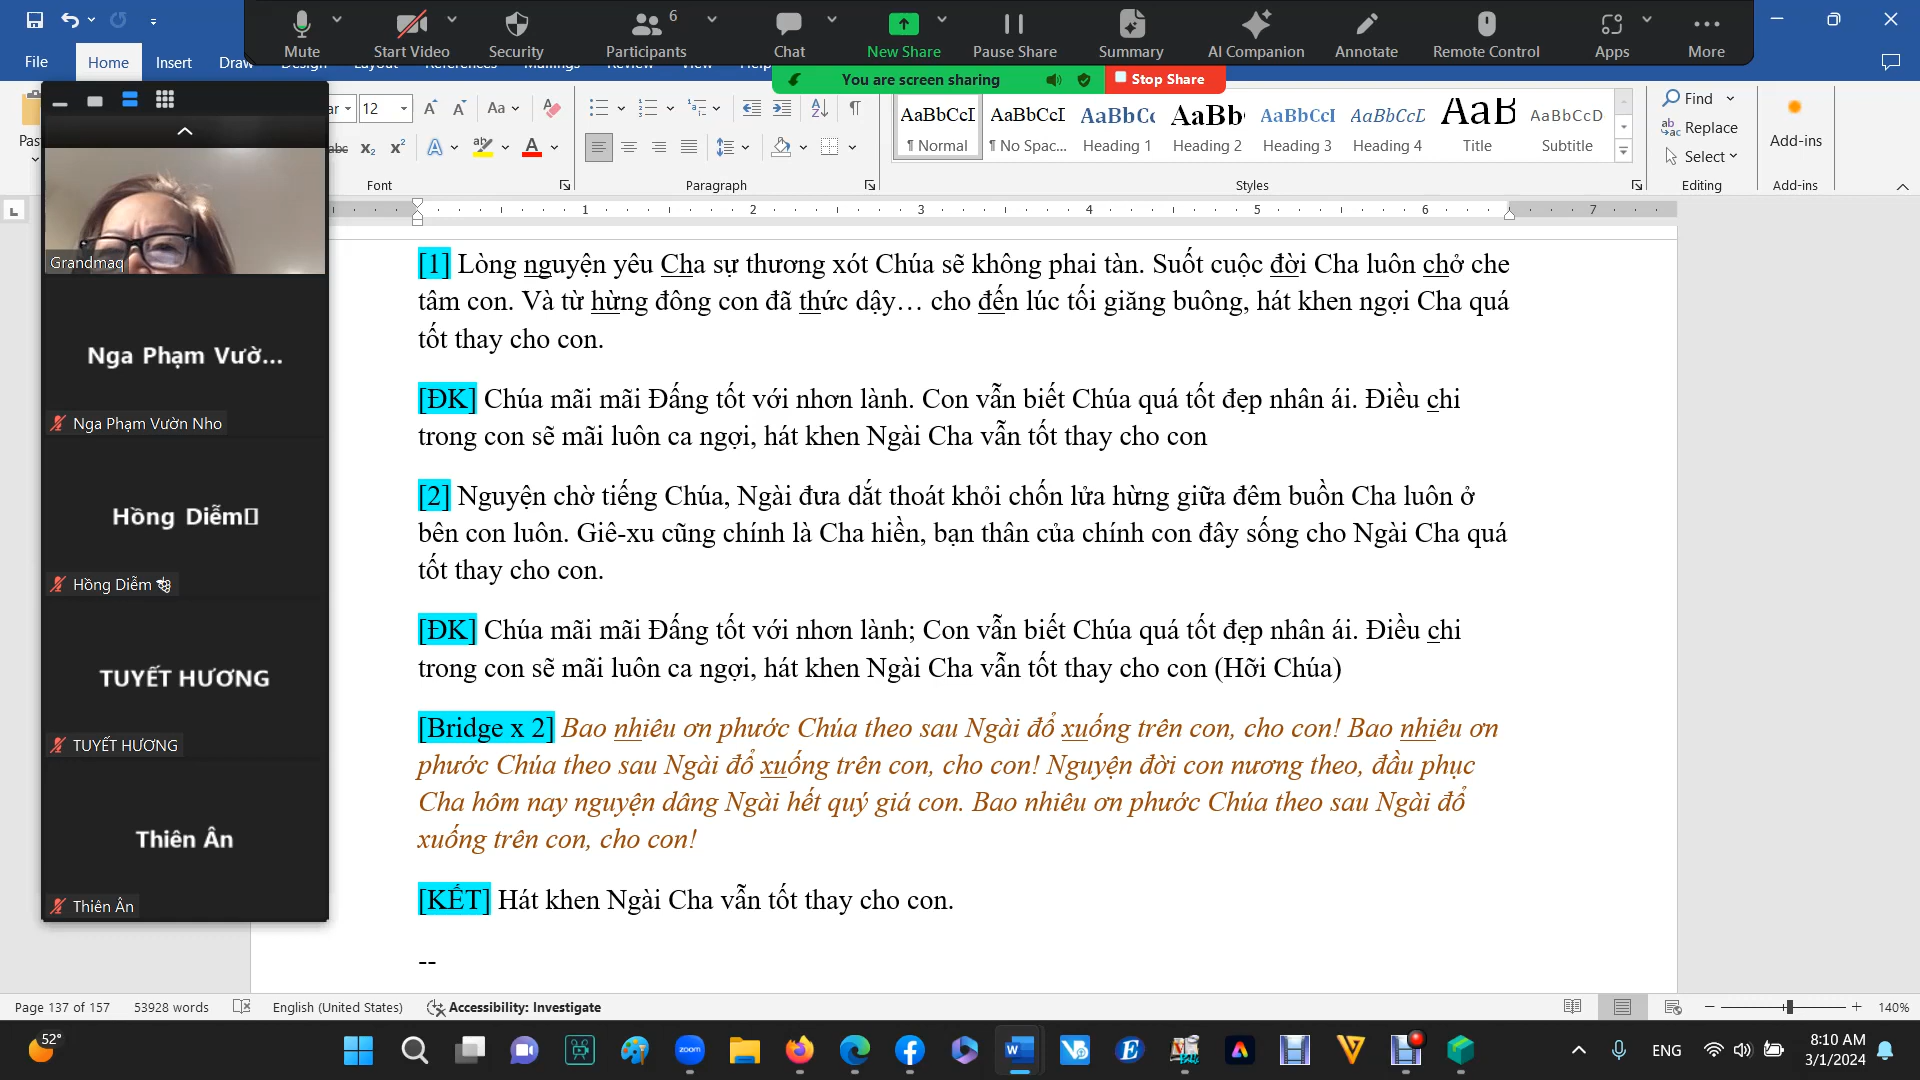 Mute
Start Video
Security
Participants
6
Chat
New Share
Pause Share
Summary
AI Companion
Annotate
Remote Control
Apps
More
You are screen sharing
Stop Share
File
Home
Insert
Draw
12
Aa
Font
Paragraph
AaBbCcI AaBbCcI AaBbCc AaBb AaBbCcI AaBbCcD AaB AaBbCcD
¶ Normal
¶ No Spac...
Heading 1
Heading 2
Heading 3
Heading 4
Title
Subtitle
Styles
Find
Replace
Select
Editing
Add-ins
Add-ins
1 2 3 4 5 6 7
Grandmaq
Nga Phạm Vườ...
Nga Phạm Vườn Nho
Hồng Diễm
Hồng Diễm
TUYẾT HƯƠNG
TUYẾT HƯƠNG
Thiên Ân
Thiên Ân
[1] Lòng nguyện yêu Cha sự thương xót Chúa sẽ không phai tàn. Suốt cuộc đời Cha luôn chở che
tâm con. Và từ hừng đông con đã thức dậy… cho đến lúc tối giăng buông, hát khen ngợi Cha quá
tốt thay cho con.
[ĐK] Chúa mãi mãi Đấng tốt với nhơn lành. Con vẫn biết Chúa quá tốt đẹp nhân ái. Điều chi
trong con sẽ mãi luôn ca ngợi, hát khen Ngài Cha vẫn tốt thay cho con
[2] Nguyện chờ tiếng Chúa, Ngài đưa dắt thoát khỏi chốn lửa hừng giữa đêm buồn Cha luôn ở
bên con luôn. Giê-xu cũng chính là Cha hiền, bạn thân của chính con đây sống cho Ngài Cha quá
tốt thay cho con.
[ĐK] Chúa mãi mãi Đấng tốt với nhơn lành; Con vẫn biết Chúa quá tốt đẹp nhân ái. Điều chi
trong con sẽ mãi luôn ca ngợi, hát khen Ngài Cha vẫn tốt thay cho con (Hỡi Chúa)
[Bridge x 2] Bao nhiêu ơn phước Chúa theo sau Ngài đổ xuống trên con, cho con! Bao nhiêu ơn
phước Chúa theo sau Ngài đổ xuống trên con, cho con! Nguyện đời con nương theo, đầu phục
Cha hôm nay nguyện dâng Ngài hết quý giá con. Bao nhiêu ơn phước Chúa theo sau Ngài đổ
xuống trên con, cho con!
[KẾT] Hát khen Ngài Cha vẫn tốt thay cho con.
--
Page 137 of 157
53928 words
English (United States)
Accessibility: Investigate
140%
52°
zoom
ENG
8:10 AM
3/1/2024